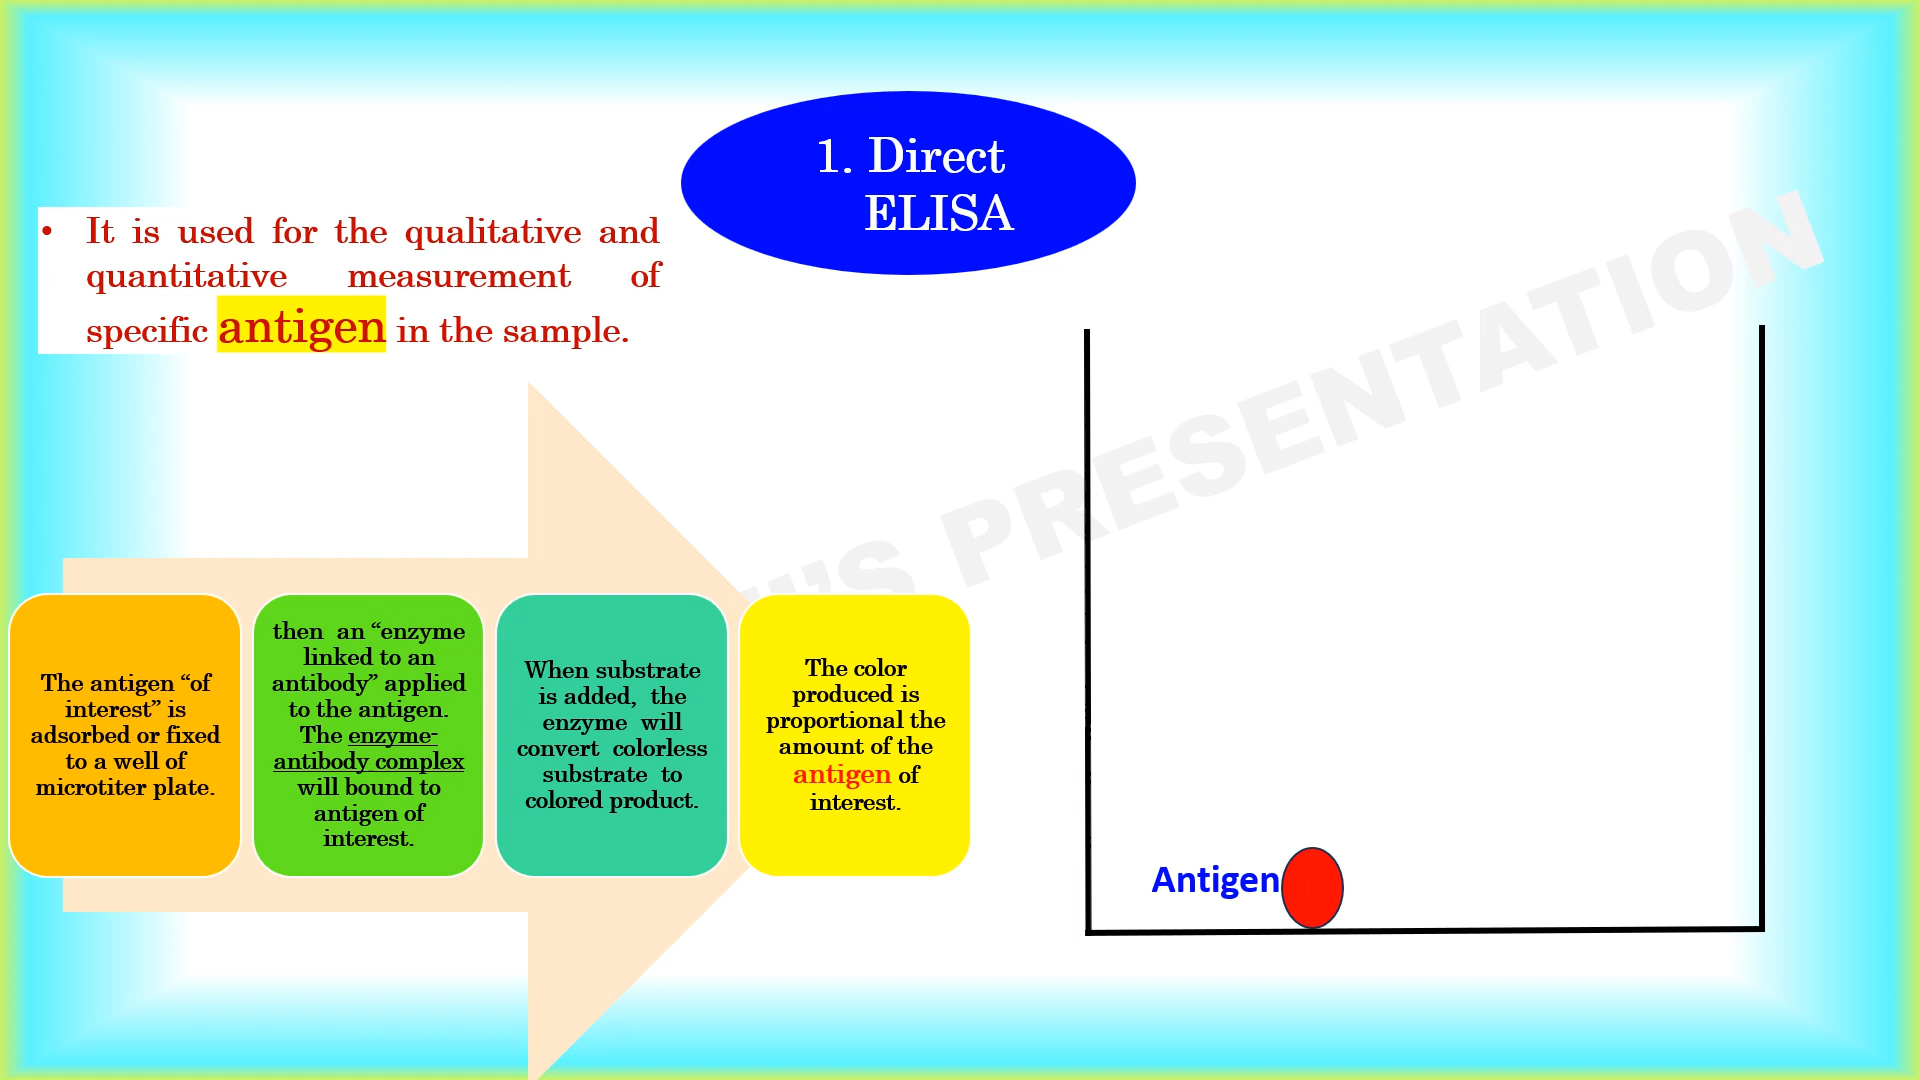 1. Direct
ELISA
• It is used for the qualitative and
quantitative measurement of
specific antigen in the sample.
The antigen “of
interest” is
adsorbed or fixed
to a well of
microtiter plate.
then an “enzyme
linked to an
antibody” applied
to the antigen.
The enzyme-
antibody complex
will bound to
antigen of
interest.
When substrate
is added, the
enzyme will
convert colorless
substrate to
colored product.
The color
produced is
proportional the
amount of the
antigen of
interest.
Antigen
’S PRESENTATION